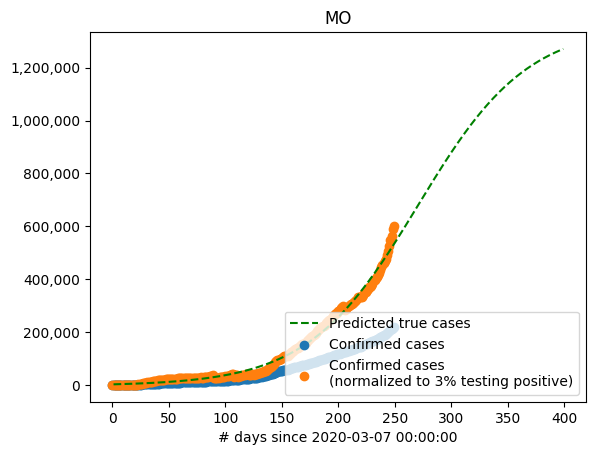 MO
1,200,000
1,000,000
800,000
600,000
400,000
200,000
0
Predicted true cases
Confirmed cases
Confirmed cases
(normalized to 3% testing positive)
0 50 100 150 200 250 300 350 400
# days since 2020-03-07 00:00:00